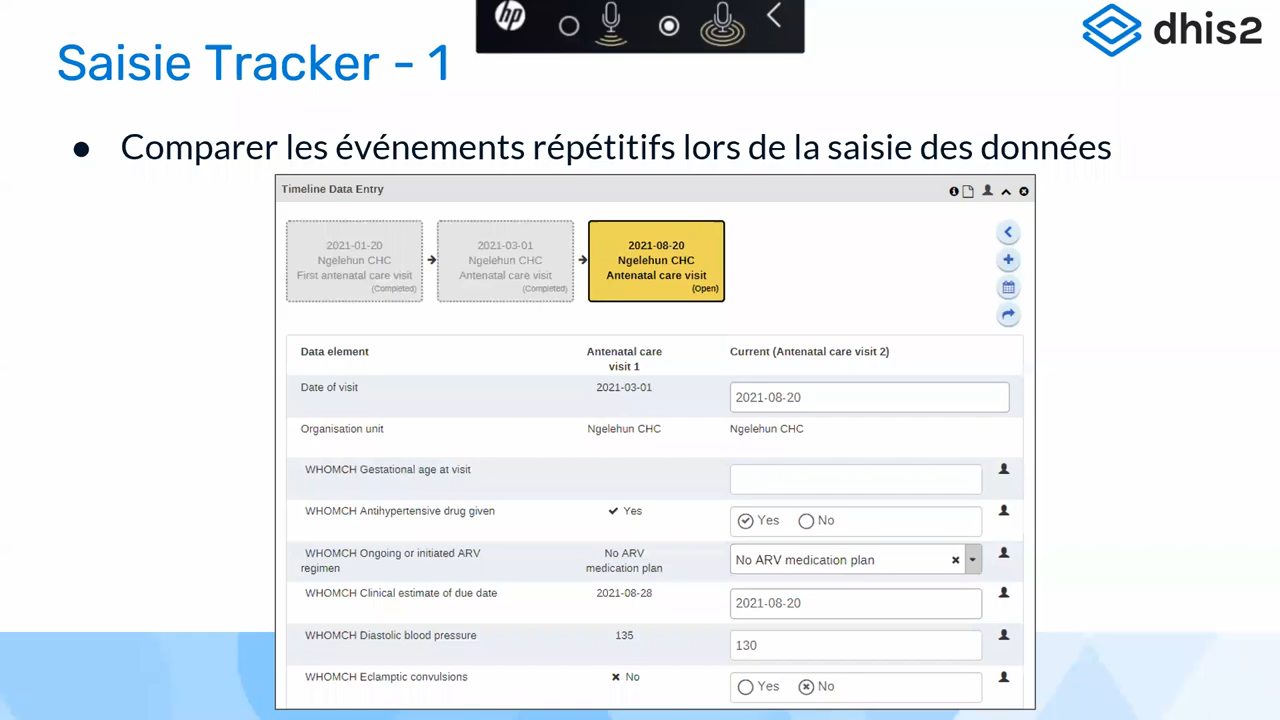 hp
dhis2
Saisie Tracker - 1
● Comparer les événements répétitifs lors de la saisie des données
Timeline Data Entry
2021-01-20
Ngelehun CHC
First antenatal care visit
(Completed)
2021-03-01
Ngelehun CHC
Antenatal care visit
(Completed)
2021-08-20
Ngelehun CHC
Antenatal care visit
(Open)
Data element
Antenatal care
visit 1
Current (Antenatal care visit 2)
Date of visit
2021-03-01
2021-08-20
Organisation unit
Ngelehun CHC
Ngelehun CHC
WHOMCH Gestational age at visit
WHOMCH Antihypertensive drug given
Yes
Yes No
WHOMCH Ongoing or initiated ARV
regimen
No ARV
medication plan
No ARV medication plan
WHOMCH Clinical estimate of due date
2021-08-28
2021-08-20
WHOMCH Diastolic blood pressure
135
130
WHOMCH Eclamptic convulsions
No
Yes No